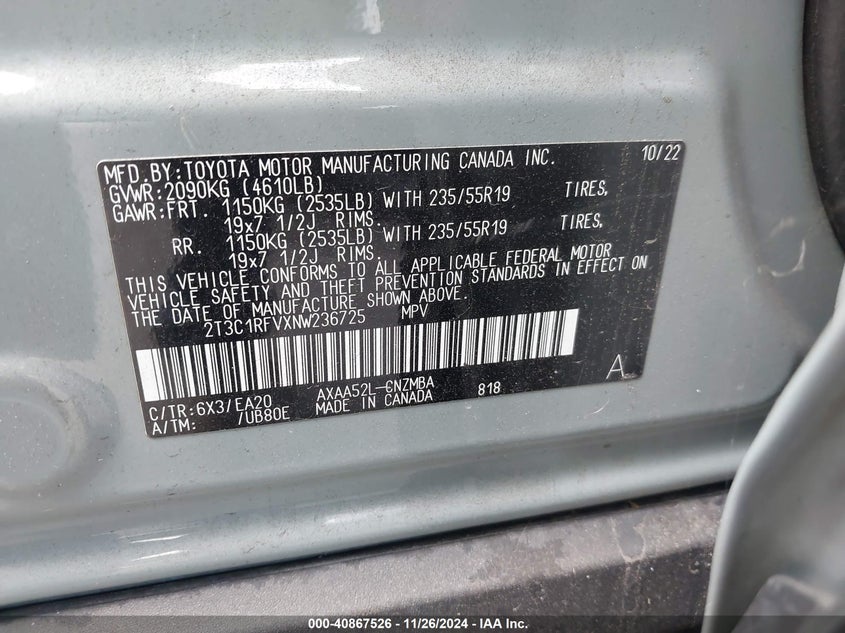 MFD.BY:TOYOTA MOTOR MANUFACTURING CANADA INC. 10/22
GVWR:2090KG (4610LB)
GAWR:FRT. 1150KG (2535LB) WITH 235/55R19 TIRES,
19x7 1/2J RIMS.
RR. 1150KG (2535LB) WITH 235/55R19 TIRES,
19x7 1/2J RIMS.
THIS VEHICLE CONFORMS TO ALL APPLICABLE FEDERAL MOTOR
VEHICLE SAFETY AND THEFT PREVENTION STANDARDS IN EFFECT ON
THE DATE OF MANUFACTURE SHOWN ABOVE.
2T3C1RFVXNW236725 MPV
A
C/TR:6X3/EA20 AXAA52L-CNZMBA 818
A/TM: /UB80E MADE IN CANADA
000-40867526 - 11/26/2024 - IAA Inc.